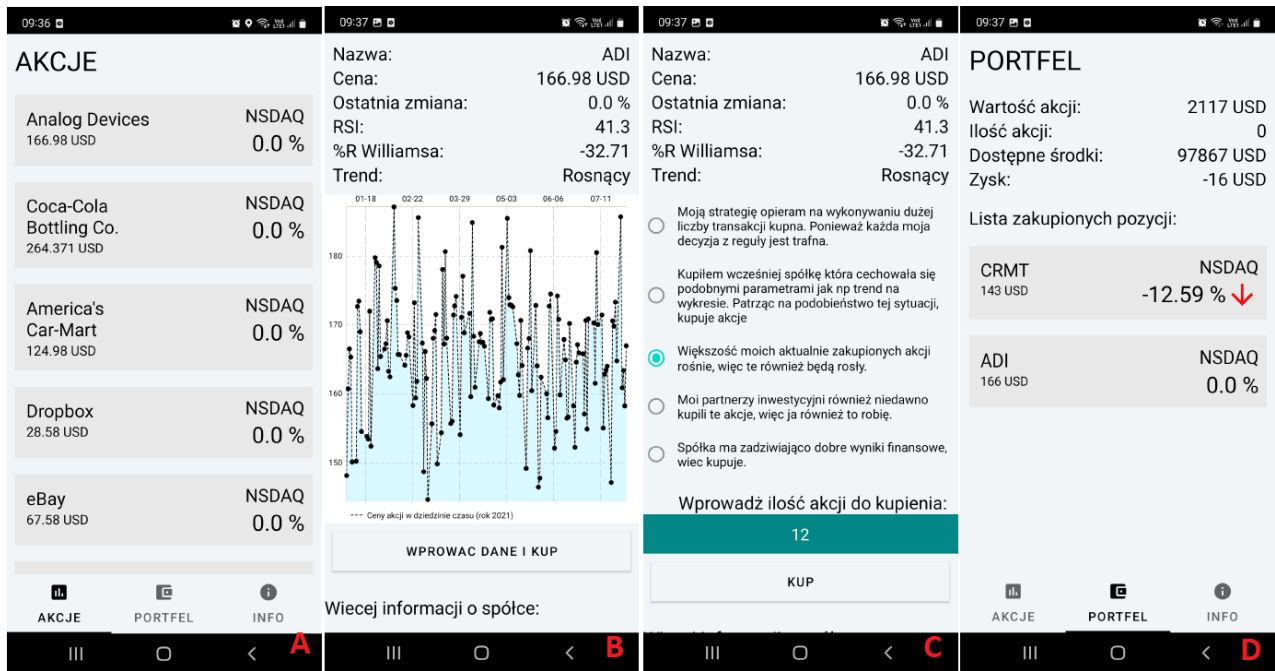 09:36
AKCJE
Analog Devices NSDAQ
166.98 USD 0.0 %
Coca-Cola NSDAQ
Bottling Co. 0.0 %
264.371 USD
America's NSDAQ
Car-Mart 0.0 %
124.98 USD
Dropbox NSDAQ
28.58 USD 0.0 %
eBay NSDAQ
67.58 USD 0.0 %
AKCJE PORTFEL INFO
A
09:37
Nazwa: ADI
Cena: 166.98 USD
Ostatnia zmiana: 0.0 %
RSI: 41.3
%R Williamsa: -32.71
Trend: Rosnący
01-18 02-22 03-29 05-03 06-06 07-11
180
170
160
150
--- Ceny akcji w dziedzinie czasu (rok 2021)
WPROWAC DANE I KUP
Wiecej informacji o spółce:
B
09:37
Nazwa: ADI
Cena: 166.98 USD
Ostatnia zmiana: 0.0 %
RSI: 41.3
%R Williamsa: -32.71
Trend: Rosnący
Moją strategię opieram na wykonywaniu dużej
liczby transakcji kupna. Ponieważ każda moja
decyzja z reguły jest trafna.
Kupiłem wcześniej spółkę która cechowała się
podobnymi parametrami jak np trend na
wykresie. Patrząc na podobieństwo tej sytuacji,
kupuje akcje
Większość moich aktualnie zakupionych akcji
rośnie, więc te również będą rosły.
Moi partnerzy inwestycyjni również niedawno
kupili te akcje, więc ja również to robię.
Spółka ma zadziwiająco dobre wyniki finansowe,
wiec kupuje.
Wprowadż ilość akcji do kupienia:
12
KUP
C
09:37
PORTFEL
Wartość akcji: 2117 USD
Ilość akcji: 0
Dostępne środki: 97867 USD
Zysk: -16 USD
Lista zakupionych pozycji:
CRMT NSDAQ
143 USD -12.59 %
ADI NSDAQ
166 USD 0.0 %
AKCJE PORTFEL INFO
D